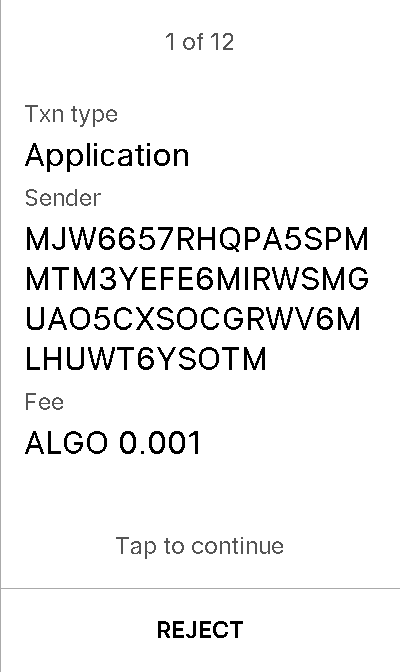 1 of 12
Txn type
Application
Sender
MJW6657RHQPA5SPM
MTM3YEFE6MIRWSMG
UAO5CXSOCGRWV6M
LHUWT6YSOTM
Fee
ALGO 0.001
Tap to continue
REJECT